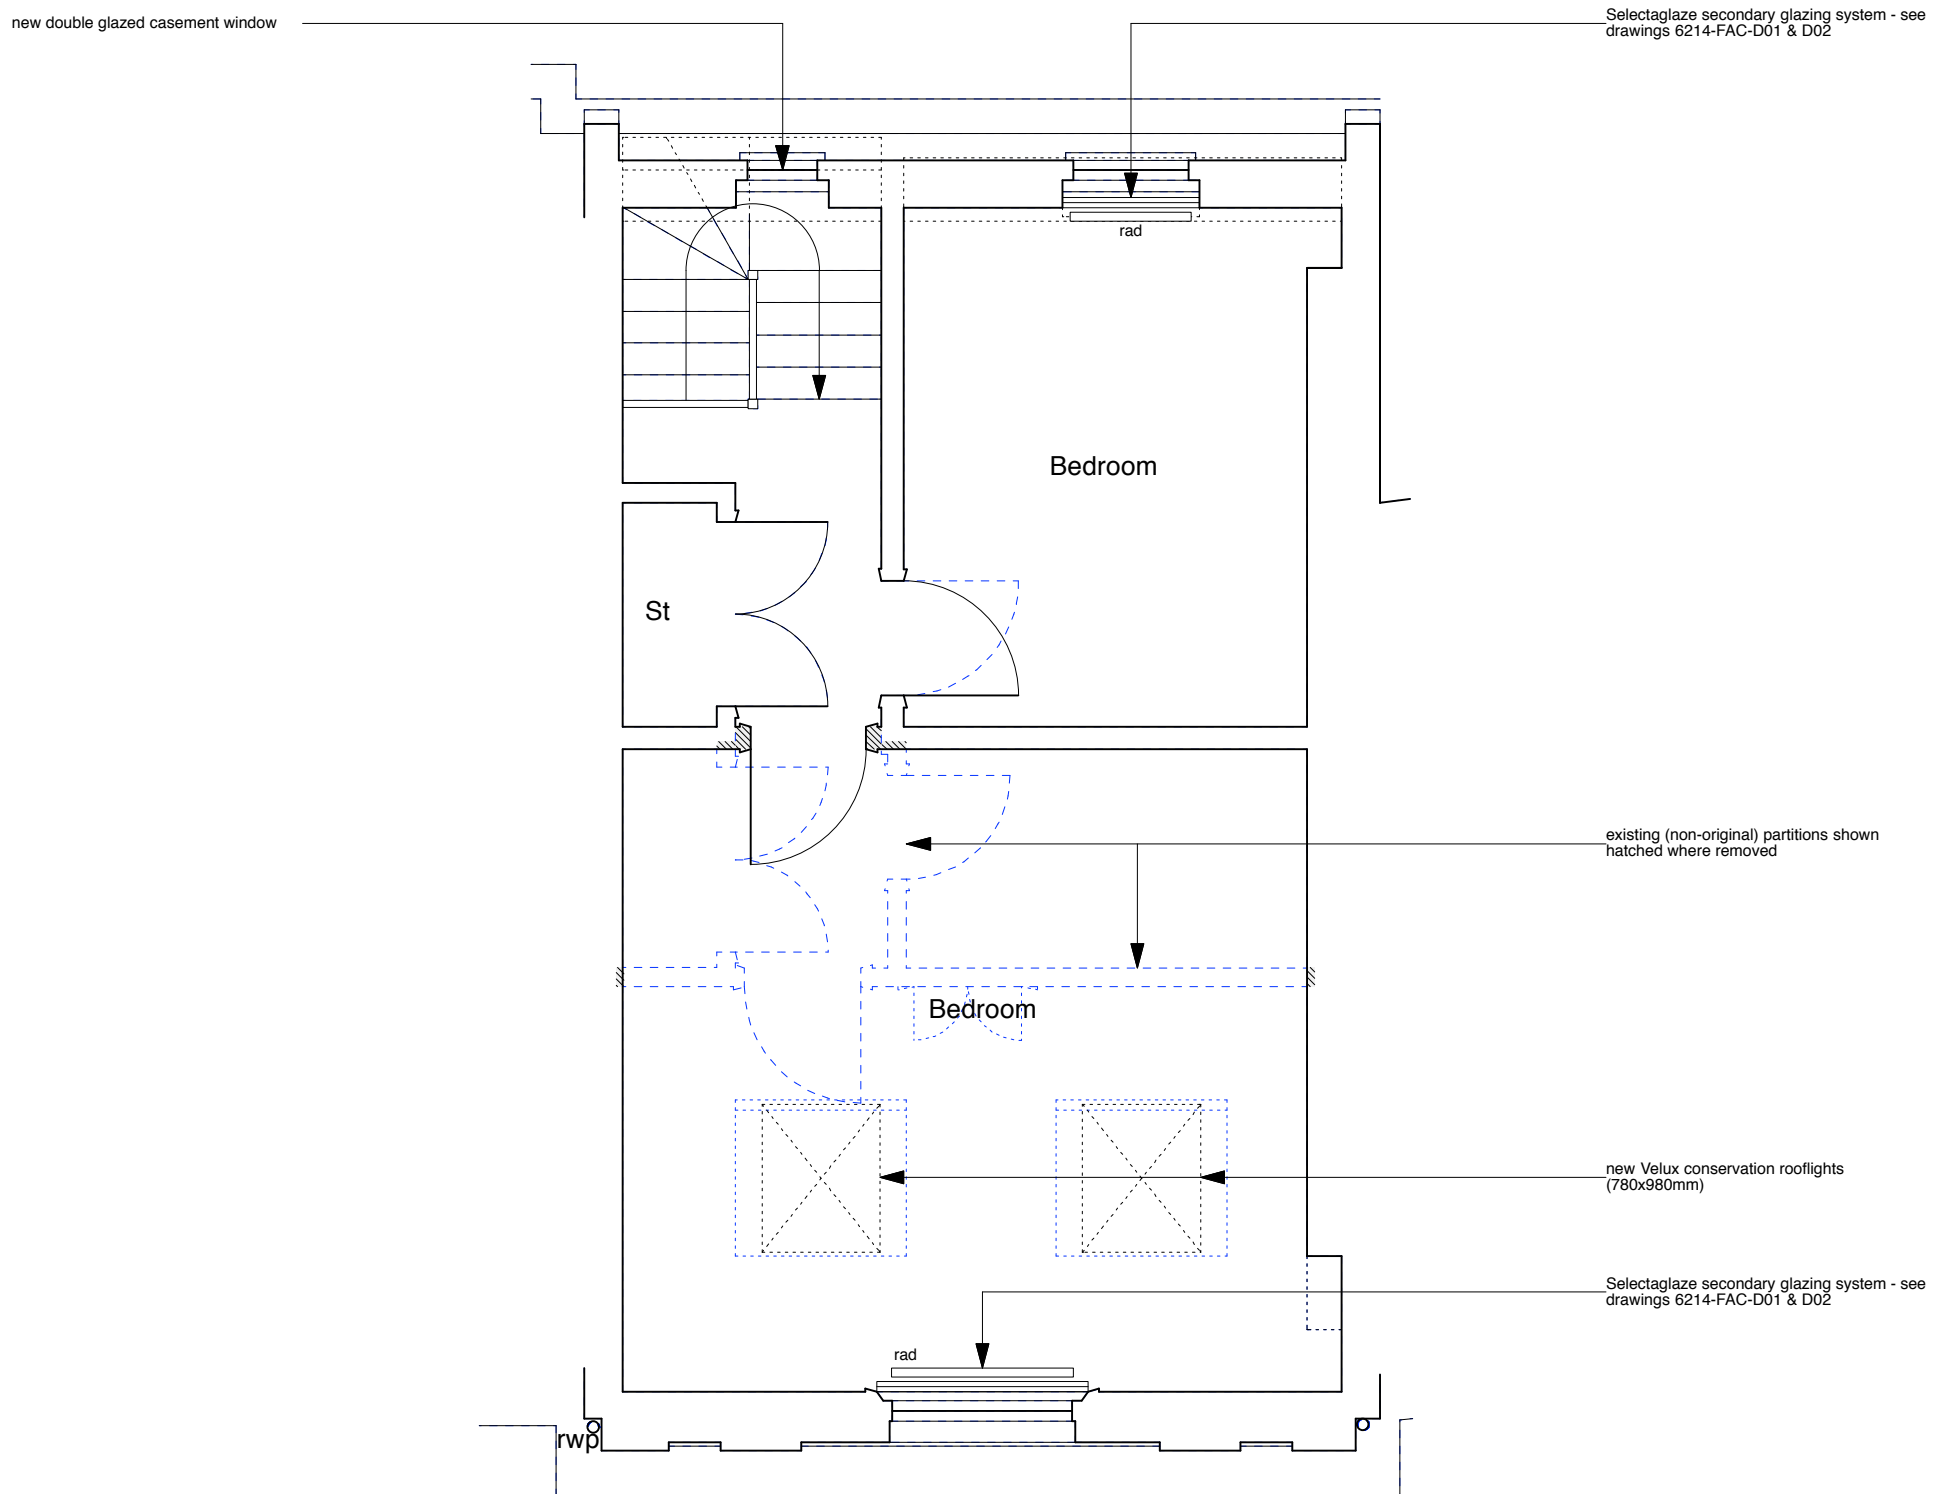 new double glazed casement window
Selectaglaze secondary glazing system - see
drawings 6214-FAC-D01 & D02
rad
Bedroom
St
existing (non-original) partitions shown
hatched where removed
Bedroom
new Velux conservation rooflights
(780x980mm)
Selectaglaze secondary glazing system - see
drawings 6214-FAC-D01 & D02
rad
rwp